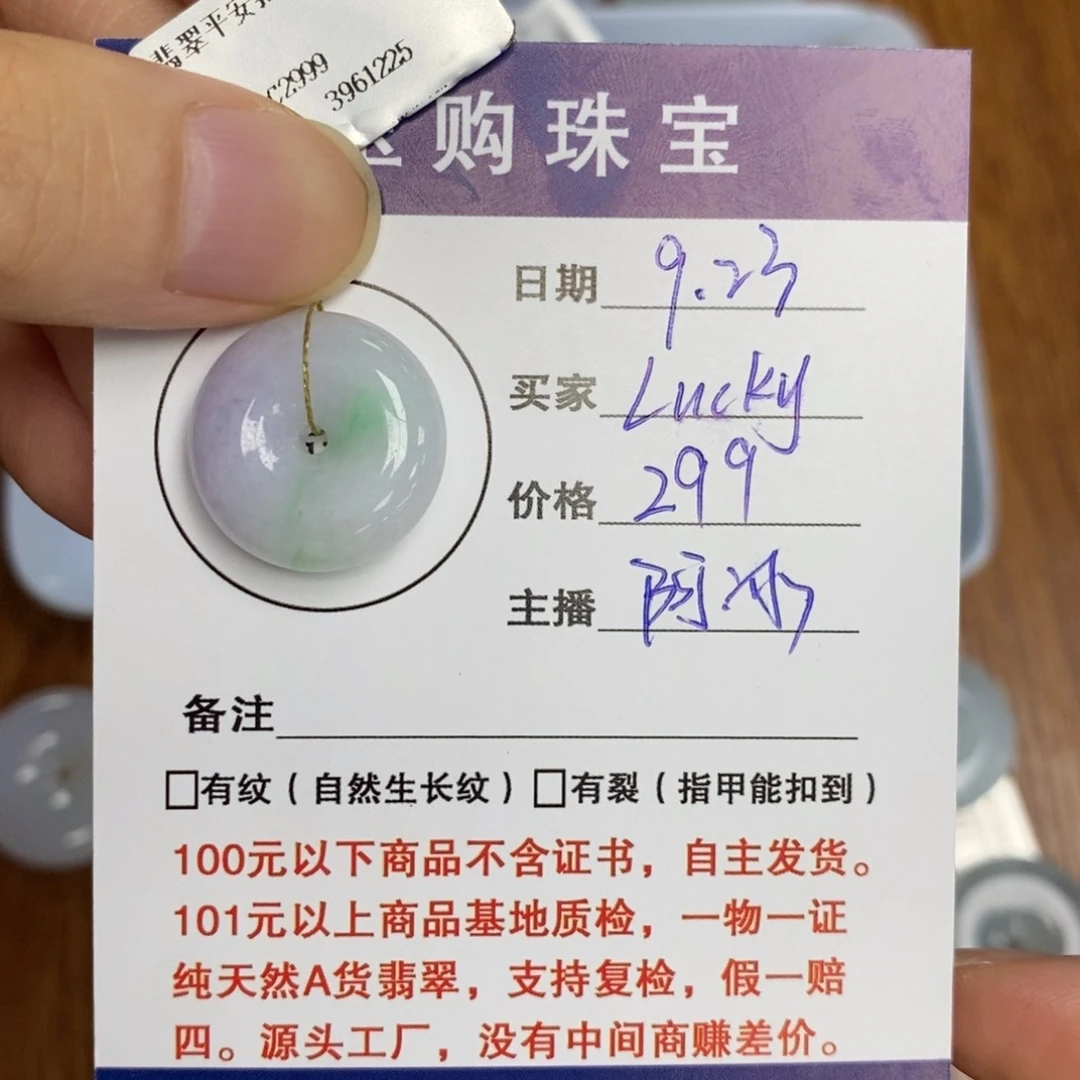 翡翠平安
C2999
3961225
购珠宝
日期 9.23
买家 Lucky
价格 299
主播 阿冰
备注
□有纹（自然生长纹）□有裂（指甲能扣到）
100元以下商品不含证书，自主发货。
101元以上商品基地质检，一物一证
纯天然A货翡翠，支持复检，假一赔
四。源头工厂，没有中间商赚差价。